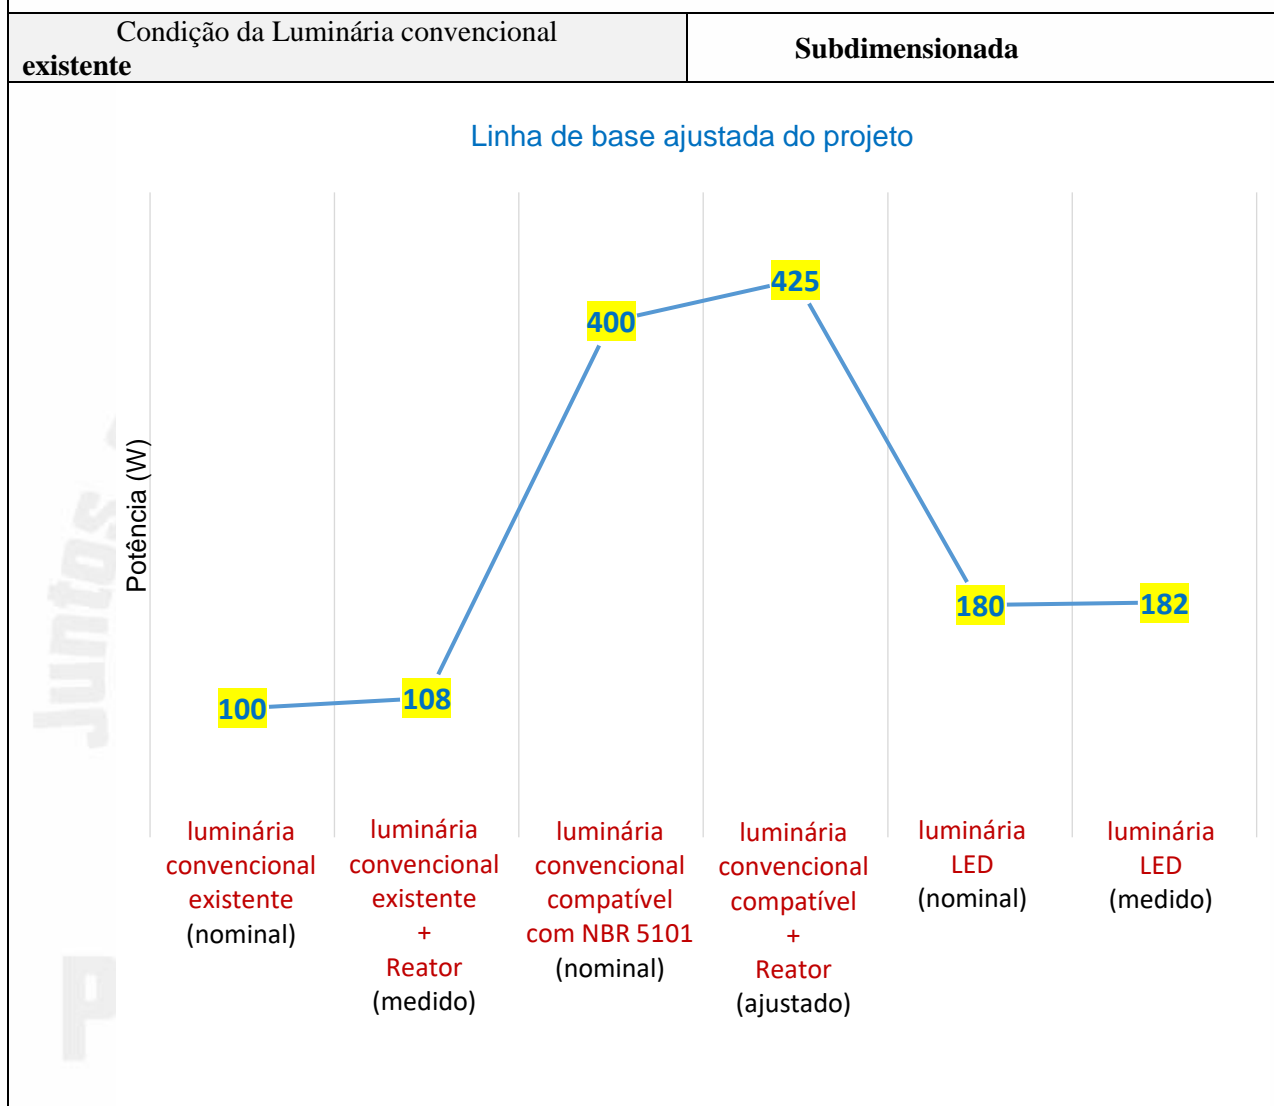 Condição da Luminária convencional
existente
Subdimensionada
Linha de base ajustada do projeto
Potência (W)
425
400
180
182
100
108
luminária
convencional
existente
(nominal)
luminária
convencional
existente
+
Reator
(medido)
luminária
convencional
compatível
com NBR 5101
(nominal)
luminária
convencional
compatível
+
Reator
(ajustado)
luminária
LED
(nominal)
luminária
LED
(medido)
Juntos
P